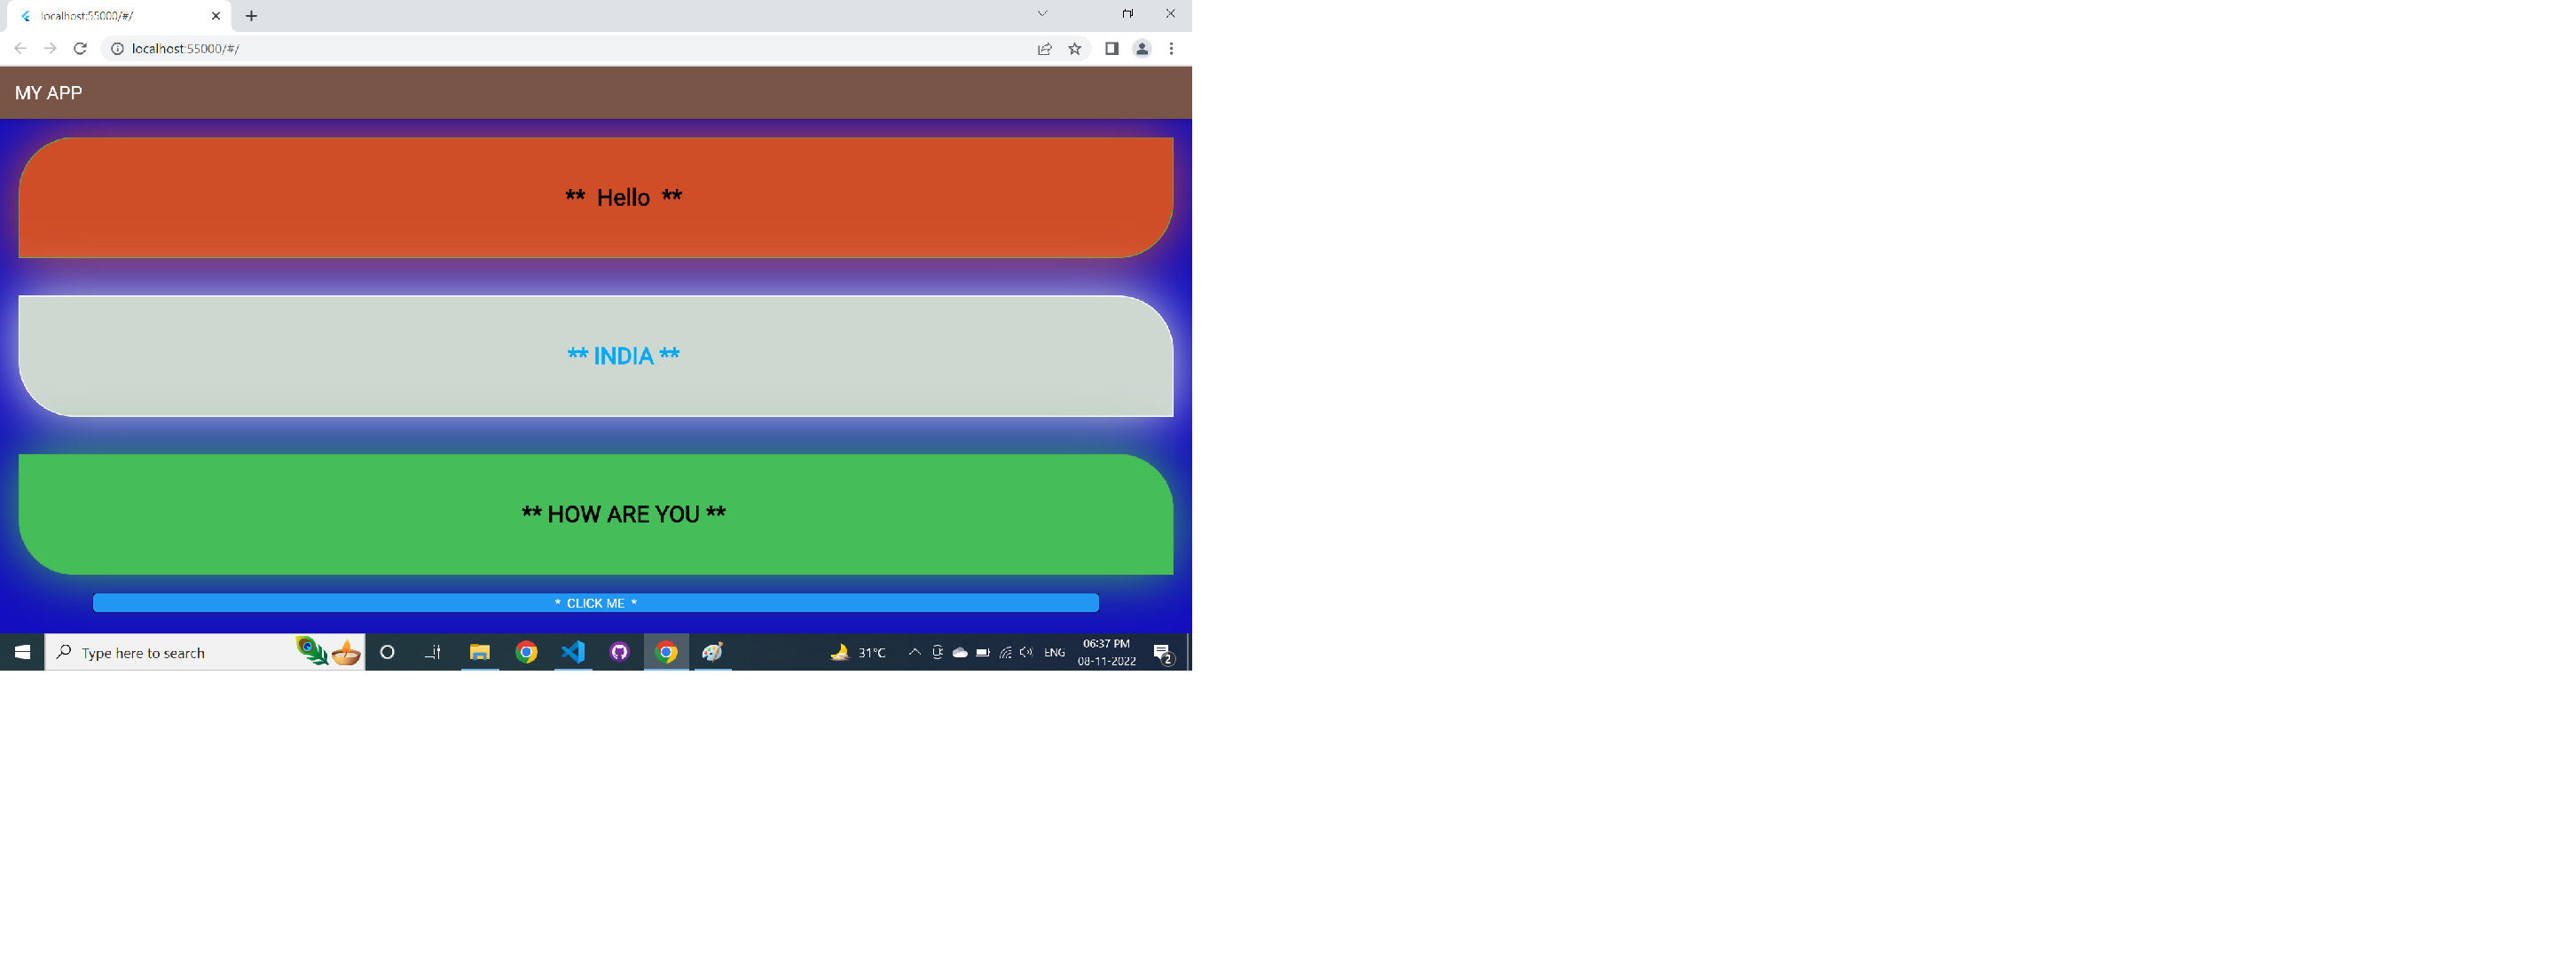 localhost:55000/#/
localhost:55000/#/
MY APP
** Hello **
** INDIA **
** HOW ARE YOU **
* CLICK ME *
Type here to search
31°C
ENG
06:37 PM
08-11-2022
2